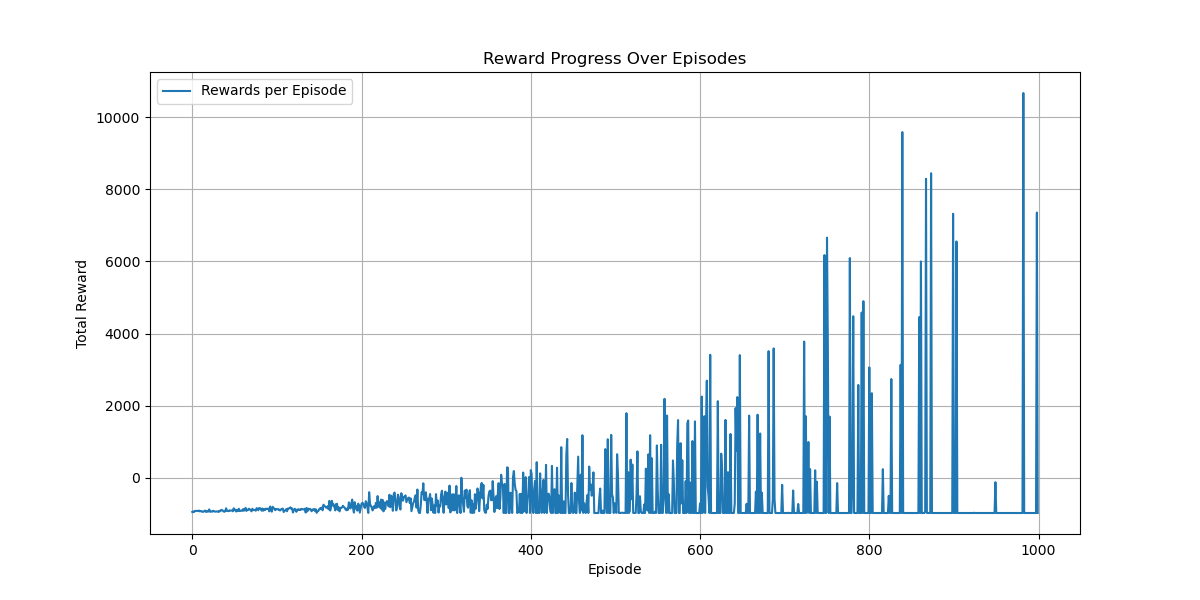 Reward Progress Over Episodes
Rewards per Episode
10000
8000
6000
4000
2000
0
Total Reward
0 200 400 600 800 1000
Episode